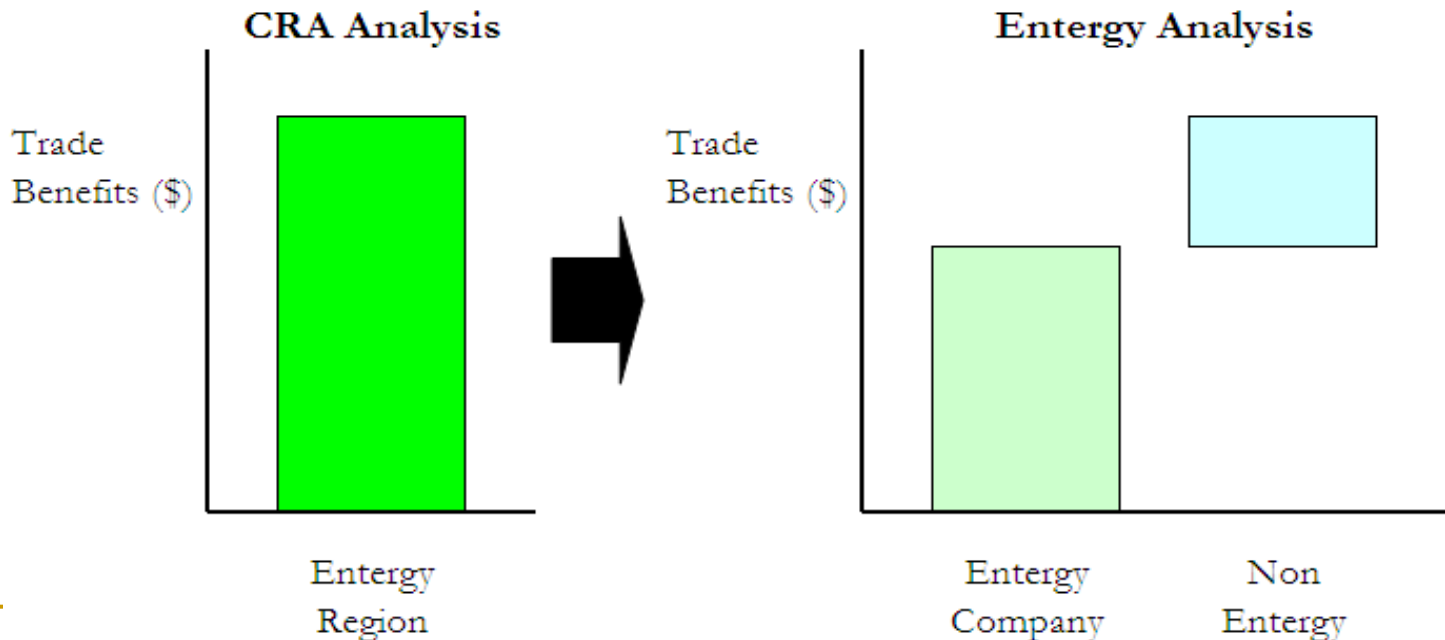 CRA Analysis
Trade
Benefits ($)
Entergy
Region
Entergy Analysis
Trade
Benefits ($)
Entergy
Company
Non
Entergy